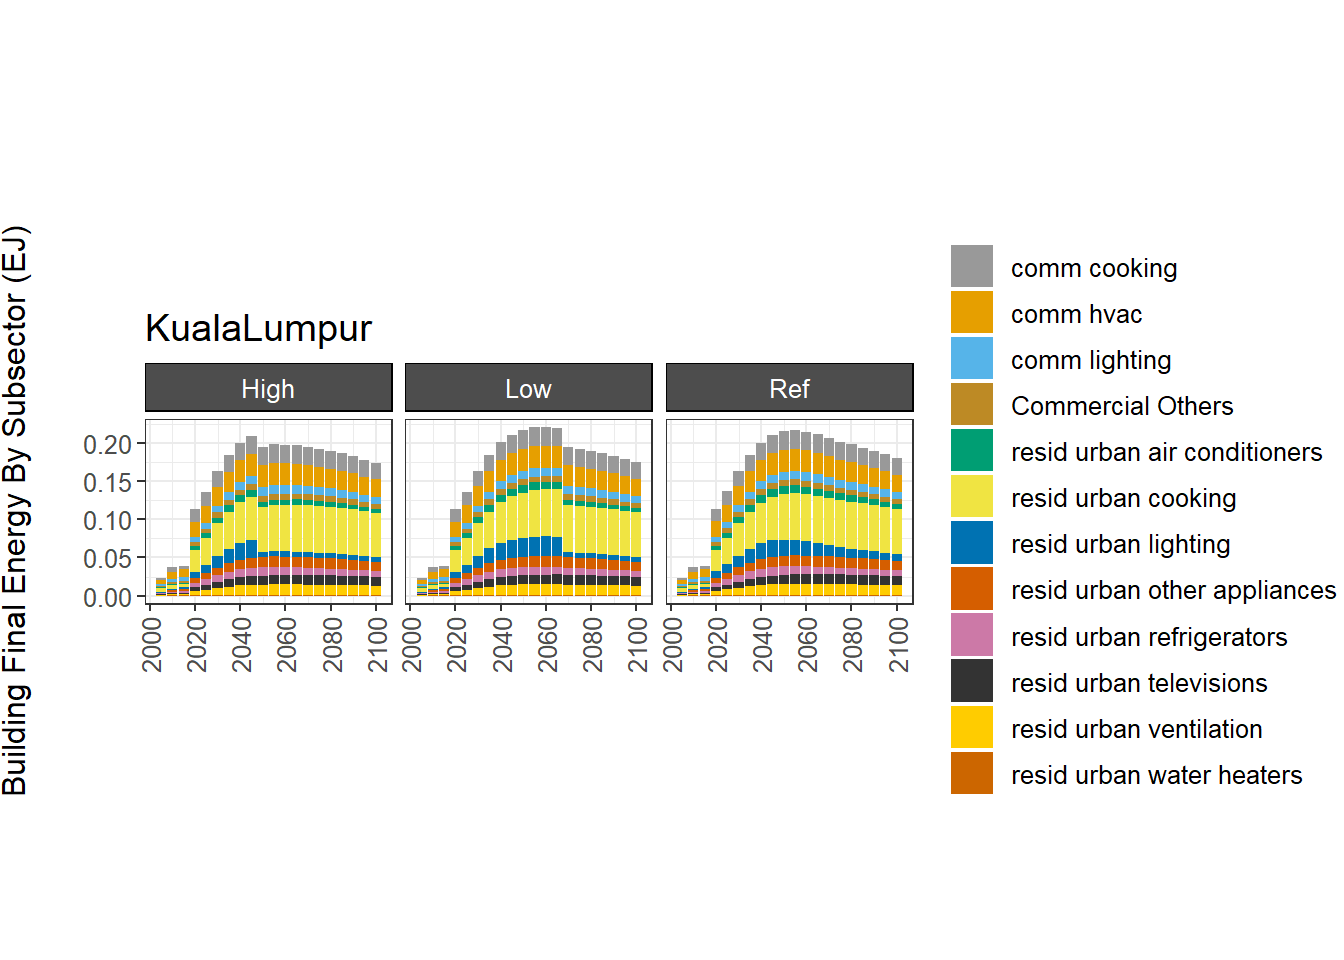 Building Final Energy By Subsector (EJ)
KualaLumpur
High
Low
Ref
0.20
0.15
0.10
0.05
0.00
2000
2020
2040
2060
2080
2100
2000
2020
2040
2060
2080
2100
2000
2020
2040
2060
2080
2100
comm cooking
comm hvac
comm lighting
Commercial Others
resid urban air conditioners
resid urban cooking
resid urban lighting
resid urban other appliances
resid urban refrigerators
resid urban televisions
resid urban ventilation
resid urban water heaters